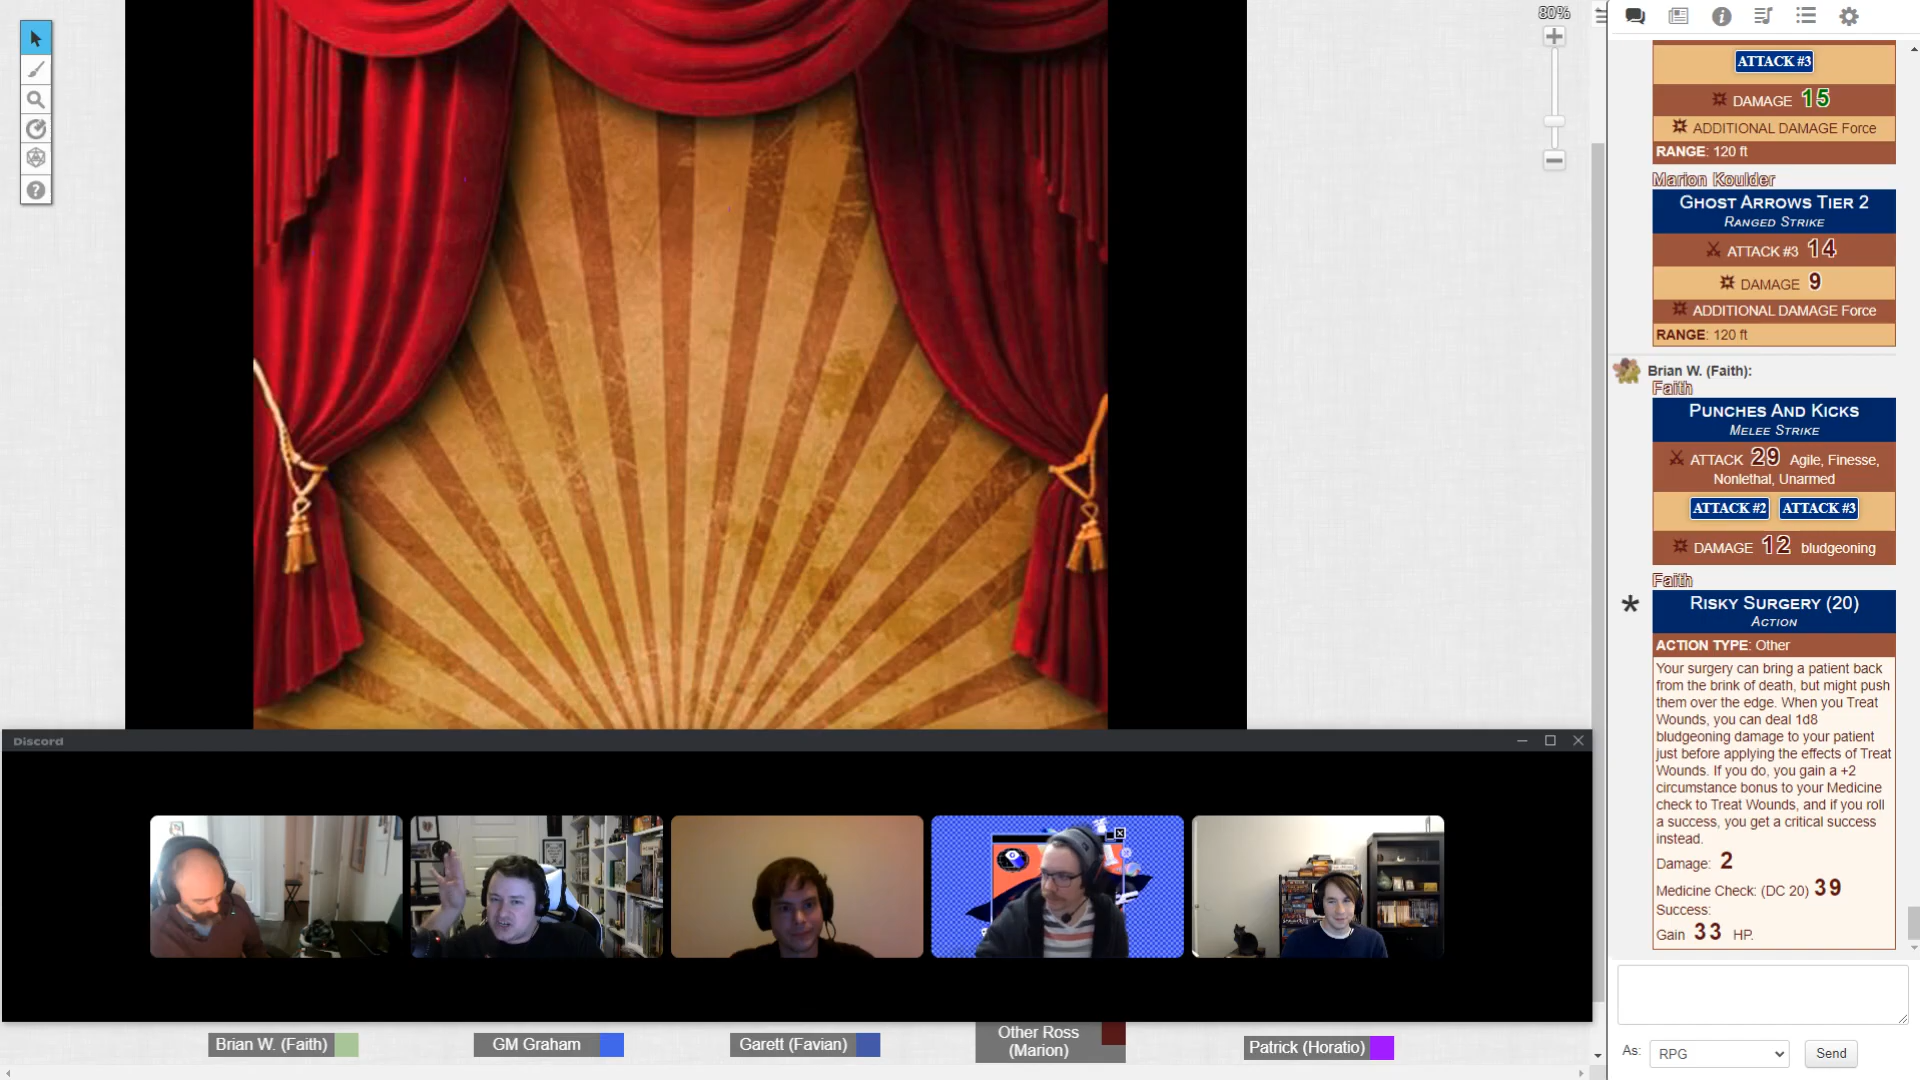 80%
ATTACK #3
DAMAGE 15
ADDITIONAL DAMAGE Force
RANGE: 120 ft
Marion Koulder
Ghost Arrows Tier 2
Ranged Strike
ATTACK #3 14
DAMAGE 9
ADDITIONAL DAMAGE Force
RANGE: 120 ft
Brian W. (Faith):
Faith
Punches And Kicks
Melee Strike
ATTACK 29 Agile, Finesse,
Nonlethal, Unarmed
ATTACK #2 ATTACK #3
DAMAGE 12 bludgeoning
Faith
* Risky Surgery (20)
Action
ACTION TYPE: Other
Your surgery can bring a patient back
from the brink of death, but might push
them over the edge. When you Treat
Wounds, you can deal 1d8
bludgeoning damage to your patient
just before applying the effects of Treat
Wounds. If you do, you gain a +2
circumstance bonus to your Medicine
check to Treat Wounds, and if you roll
a success, you get a critical success
instead.
Damage: 2
Medicine Check: (DC 20) 39
Success:
Gain 33 HP.
As: RPG Send
Discord
Brian W. (Faith)
GM Graham
Garett (Favian)
Other Ross
(Marion)
Patrick (Horatio)